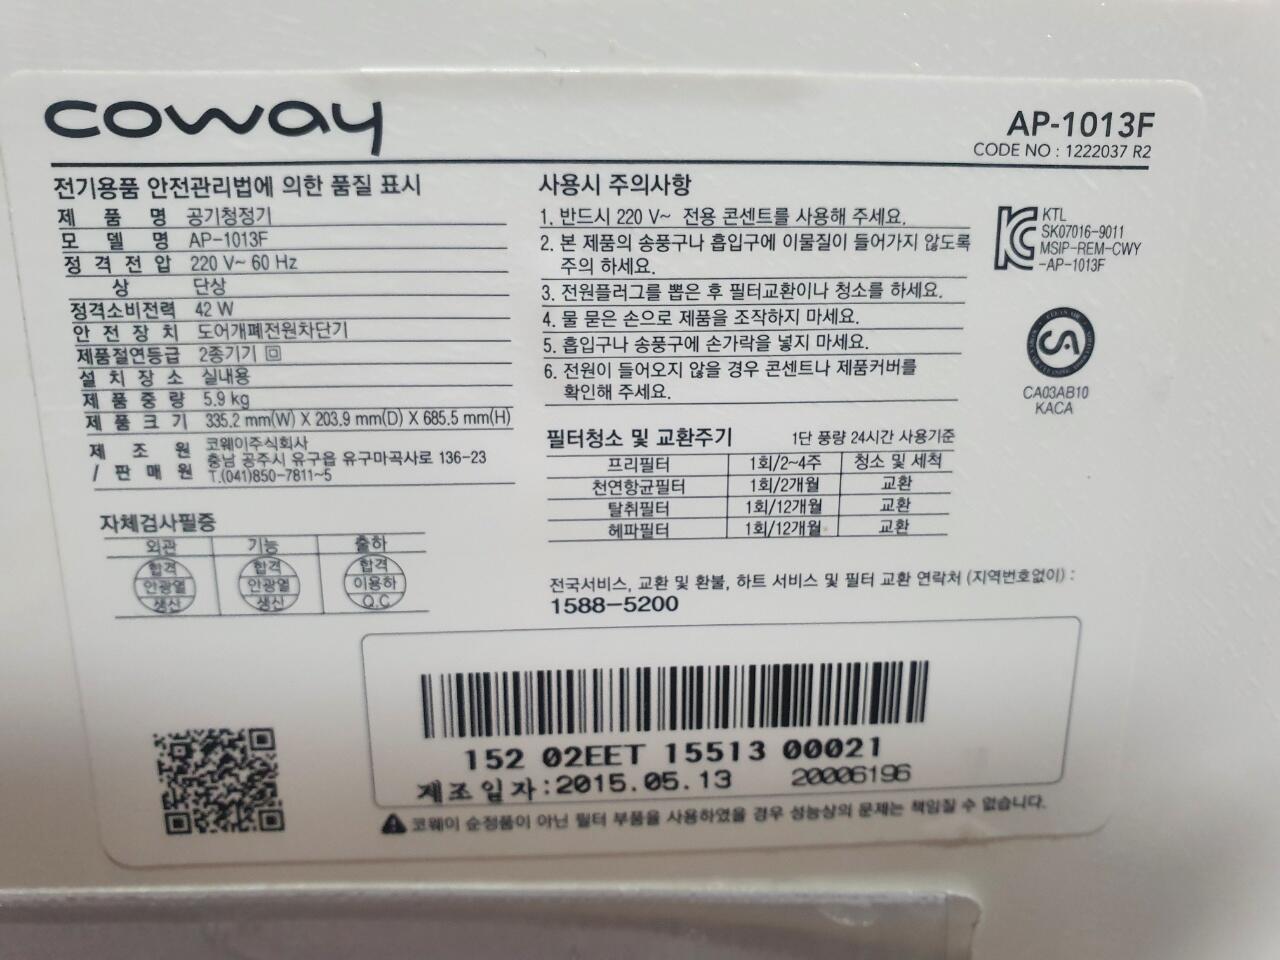 coway
AP-1013F
CODE NO : 1222037 R2
전기용품 안전관리법에 의한 품질 표시
제 품 명 공기청정기
모 델 명 AP-1013F
정 격 전 압 220 V~ 60 Hz
상 단상
정격소비전력 42 W
안 전 장 치 도어개폐전원차단기
제품절연등급 2종기기
설 치 장 소 실내용
제 품 중 량 5.9 kg
제 품 크 기 335.2 mm(W) X 203.9 mm(D) X 685.5 mm(H)
제 조 원 코웨이주식회사
/ 판 매 원 충남 공주시 유구읍 유구마곡사로 136-23
T.(041)850-7811~5
자체검사필증
외관 기능 출하
합격 합격 합격
안광열 안광열 이용하
생산 생산 Q.C
사용시 주의사항
1. 반드시 220 V~ 전용 콘센트를 사용해 주세요.
2. 본 제품의 송풍구나 흡입구에 이물질이 들어가지 않도록
주의 하세요.
3. 전원플러그를 뽑은 후 필터교환이나 청소를 하세요.
4. 물 묻은 손으로 제품을 조작하지 마세요.
5. 흡입구나 송풍구에 손가락을 넣지 마세요.
6. 전원이 들어오지 않을 경우 콘센트나 제품커버를
확인해 주세요.
필터청소 및 교환주기 1단 풍량 24시간 사용기준
프리필터 1회/2~4주 청소 및 세척
천연항균필터 1회/2개월 교환
탈취필터 1회/12개월 교환
헤파필터 1회/12개월 교환
전국서비스, 교환 및 환불, 하트 서비스 및 필터 교환 연락처 (지역번호없이) :
1588-5200
KTL
SK07016-9011
MSIP-REM-CWY
-AP-1013F
CA
CA03AB10
KACA
152 02EET 15513 00021
제조일자:2015.05.13 20006196
코웨이 순정품이 아닌 필터 부품을 사용하였을 경우 성능상의 문제는 책임질 수 없습니다.